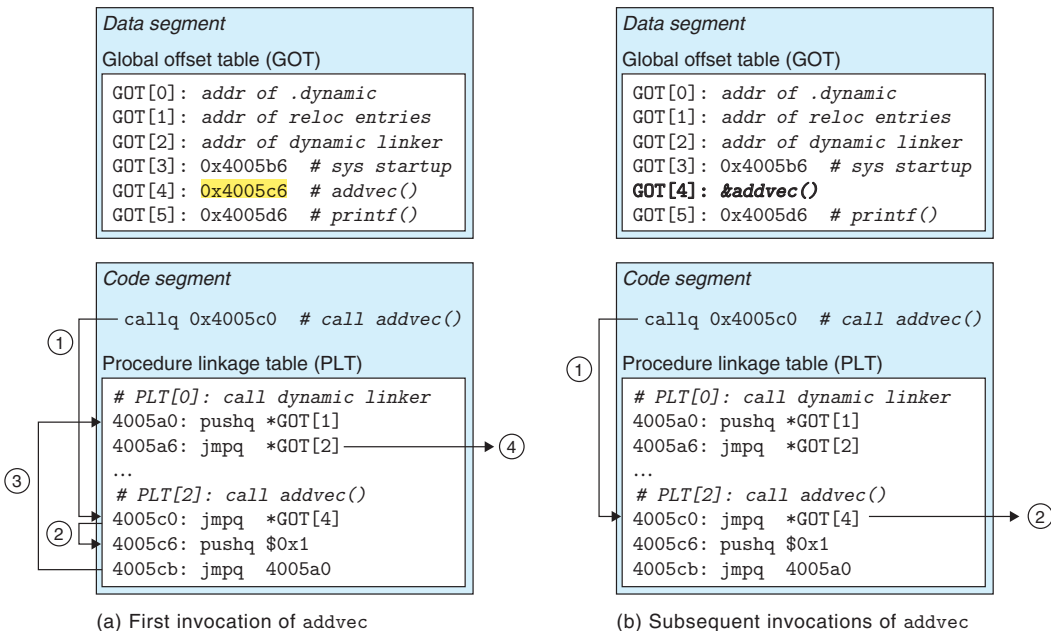 Data segment
Global offset table (GOT)
GOT[0]: addr of .dynamic
GOT[1]: addr of reloc entries
GOT[2]: addr of dynamic linker
GOT[3]: 0x4005b6 # sys startup
GOT[4]: 0x4005c6 # addvec()
GOT[5]: 0x4005d6 # printf()
Code segment
callq 0x4005c0 # call addvec()
1
Procedure linkage table (PLT)
# PLT[0]: call dynamic linker
4005a0: pushq *GOT[1]
4005a6: jmpq *GOT[2]
4
...
3
# PLT[2]: call addvec()
4005c0: jmpq *GOT[4]
2
4005c6: pushq $0x1
4005cb: jmpq 4005a0
(a) First invocation of addvec
Data segment
Global offset table (GOT)
GOT[0]: addr of .dynamic
GOT[1]: addr of reloc entries
GOT[2]: addr of dynamic linker
GOT[3]: 0x4005b6 # sys startup
GOT[4]: &addvec()
GOT[5]: 0x4005d6 # printf()
Code segment
callq 0x4005c0 # call addvec()
1
Procedure linkage table (PLT)
# PLT[0]: call dynamic linker
4005a0: pushq *GOT[1]
4005a6: jmpq *GOT[2]
...
# PLT[2]: call addvec()
4005c0: jmpq *GOT[4]
2
4005c6: pushq $0x1
4005cb: jmpq 4005a0
(b) Subsequent invocations of addvec